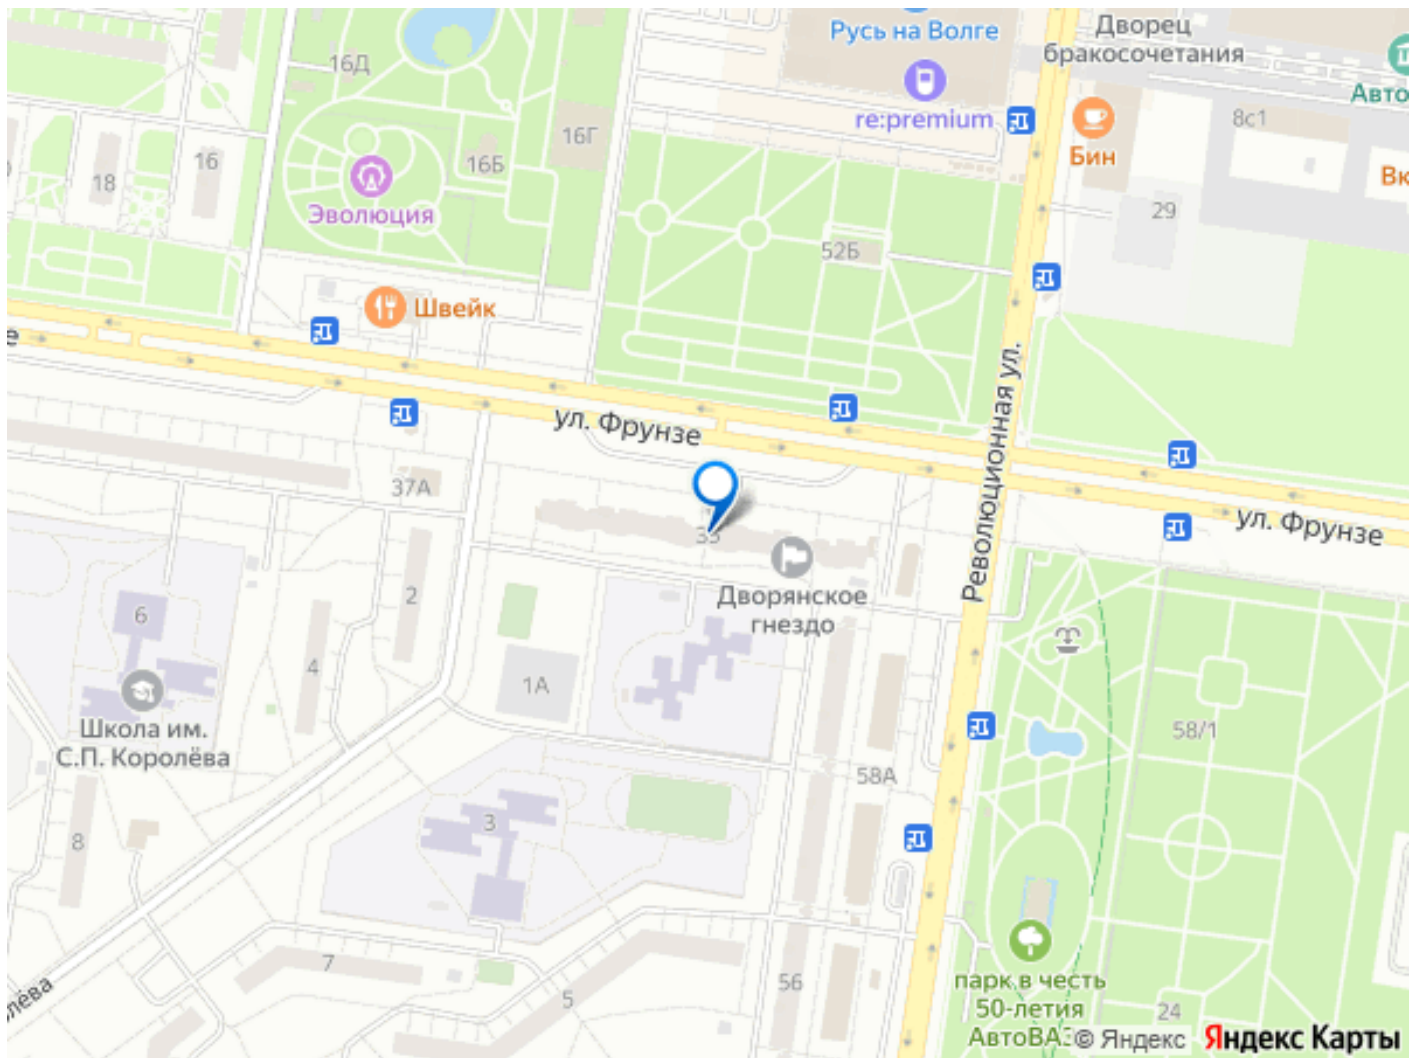 Русь на Волге
Дворец
бракосочетания
16Д
re:premium
Авто
8с1
16Г
Бин
16
16Б
18
Вк
Эволюция
29
52Б
Швейк
е
ул. Фрунзе
Революционная ул.
37А
ул. Фрунзе
Дворянское
гнездо
2
6
4
1А
Школа им.
С.П. Королёва
58/1
58А
3
8
7
лёва
5
56
парк в честь
50-летия
АвтоВАЗ
24
© Яндекс
Яндекс Карты